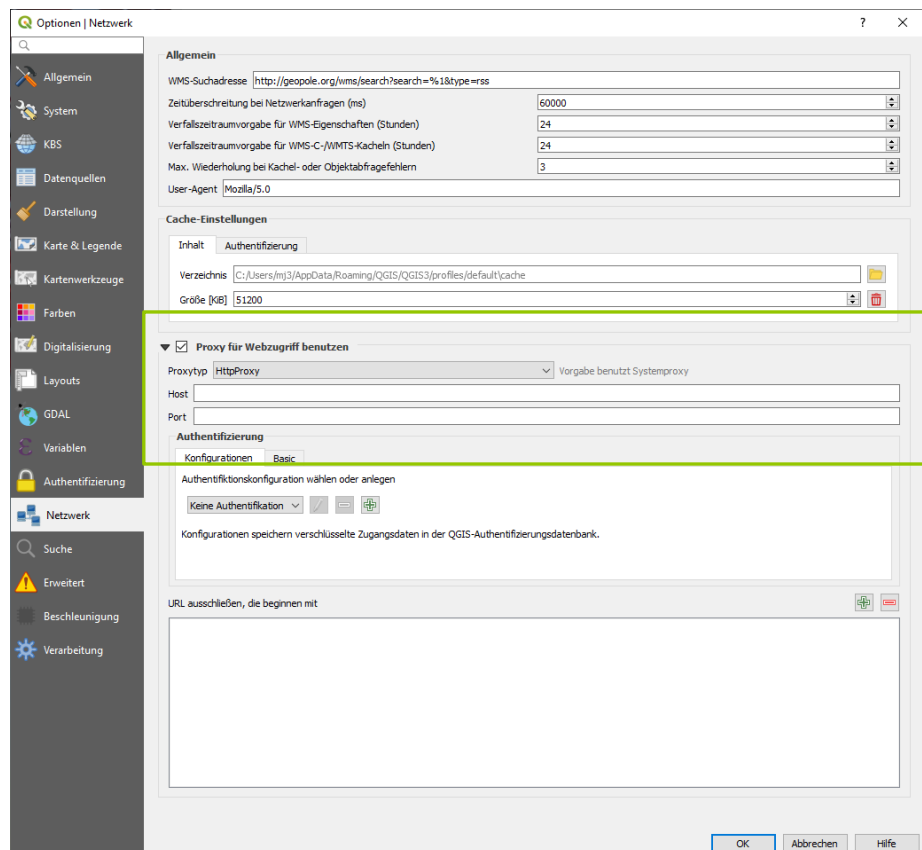 Optionen | Netzwerk
Allgemein
System
KBS
Datenquellen
Darstellung
Karte & Legende
Kartenwerkzeuge
Farben
Digitalisierung
Layouts
GDAL
Variablen
Authentifizierung
Netzwerk
Suche
Erweitert
Beschleunigung
Verarbeitung
Allgemein
WMS-Suchadresse http://geopole.org/wms/search?search=%1&type=rss
Zeitüberschreitung bei Netzwerkanfragen (ms) 60000
Verfallszeitraumvorgabe für WMS-Eigenschaften (Stunden) 24
Verfallszeitraumvorgabe für WMS-C-/WMTS-Kacheln (Stunden) 24
Max. Wiederholung bei Kachel- oder Objektabfragefehlern 3
User-Agent Mozilla/5.0
Cache-Einstellungen
Inhalt Authentifizierung
Verzeichnis C:/Users/mj3/AppData/Roaming/QGIS/QGIS3/profiles/default\cache
Größe [KiB] 51200
Proxy für Webzugriff benutzen
Proxytyp HttpProxy Vorgabe benutzt Systemproxy
Host
Port
Authentifizierung
Konfigurationen Basic
Authentifiktionskonfiguration wählen oder anlegen
Keine Authentifikation
Konfigurationen speichern verschlüsselte Zugangsdaten in der QGIS-Authentifizierungsdatenbank.
URL ausschließen, die beginnen mit
OK Abbrechen Hilfe